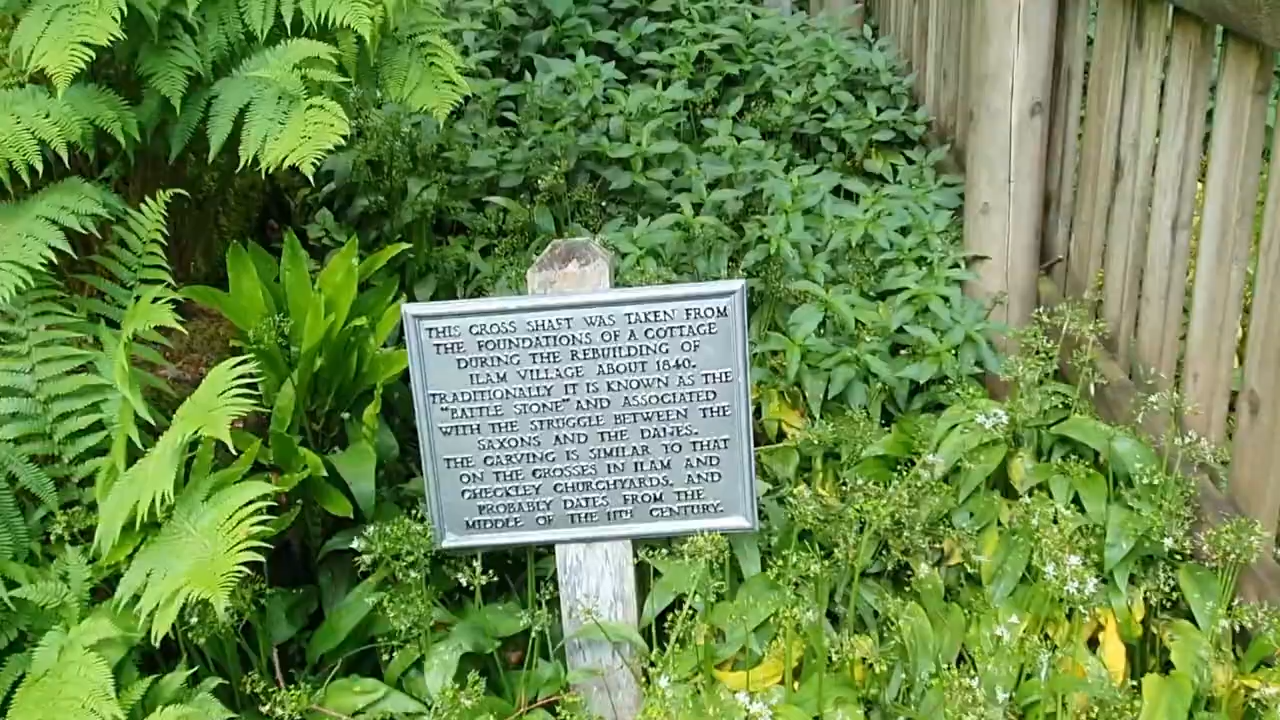 THIS CROSS SHAFT WAS TAKEN FROM
THE FOUNDATIONS OF A COTTAGE
DURING THE REBUILDING OF
ILAM VILLAGE ABOUT 1840.
TRADITIONALLY IT IS KNOWN AS THE
"BATTLE STONE" AND ASSOCIATED
WITH THE STRUGGLE BETWEEN THE
SAXONS AND THE DANES.
THE CARVING IS SIMILAR TO THAT
ON THE CROSSES IN ILAM AND
CHECKLEY CHURCHYARDS, AND
PROBABLY DATES FROM THE
MIDDLE OF THE 11TH CENTURY.